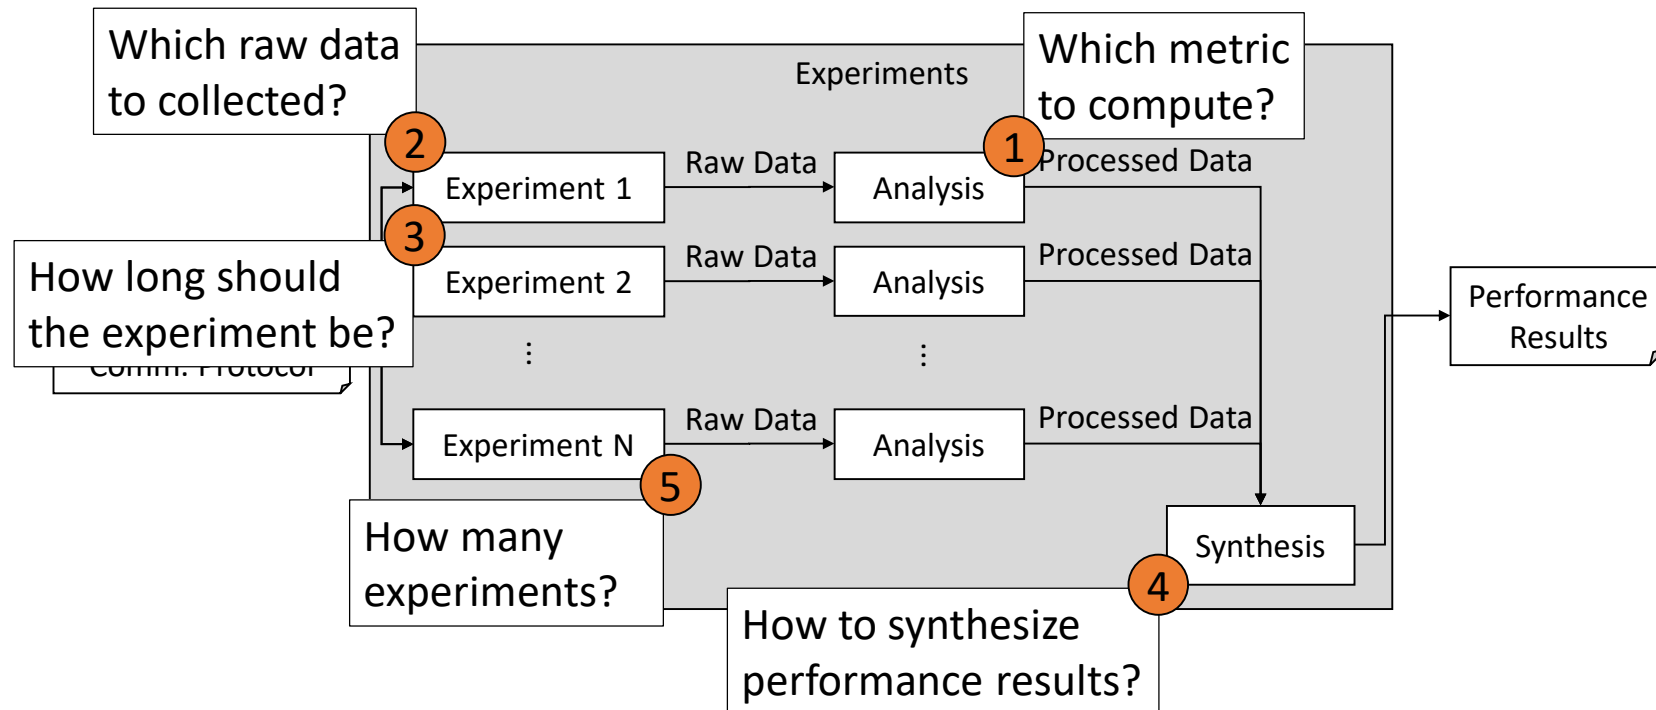 Which raw data
to collected?
Experiments
Which metric
to compute?
2
1
Experiment 1
Raw Data
Analysis
Processed Data
3
How long should
the experiment be?
Experiment 2
Raw Data
Analysis
Processed Data
Performance
Results
⋮
⋮
Comm. Protocol
Experiment N
Raw Data
Analysis
Processed Data
5
How many
experiments?
Synthesis
4
How to synthesize
performance results?